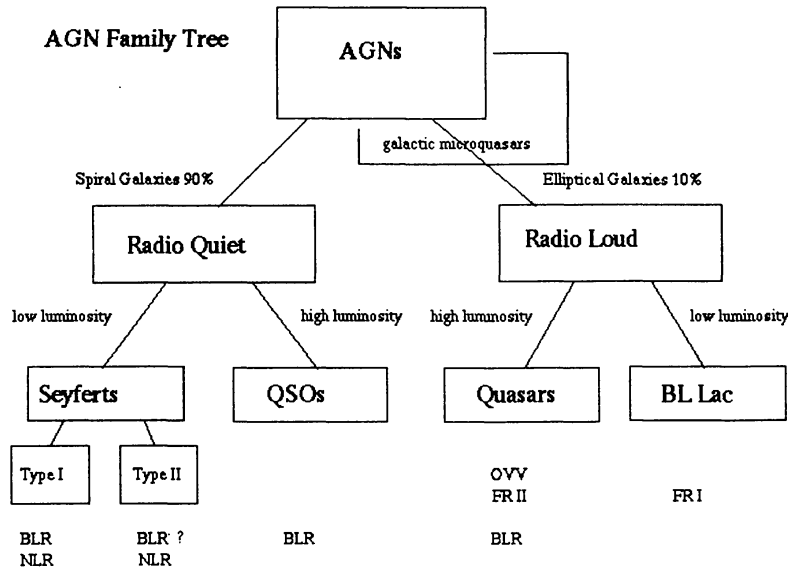 AGN Family Tree
AGNs
galactic microquasars
Spiral Galaxies 90%
Elliptical Galaxies 10%
Radio Quiet
Radio Loud
low luminosity
high luminosity
high luminosity
low luminosity
Seyferts
QSOs
Quasars
BL Lac
Type I
Type II
OVV
FR II
FR I
BLR
BLR ?
BLR
BLR
NLR
NLR